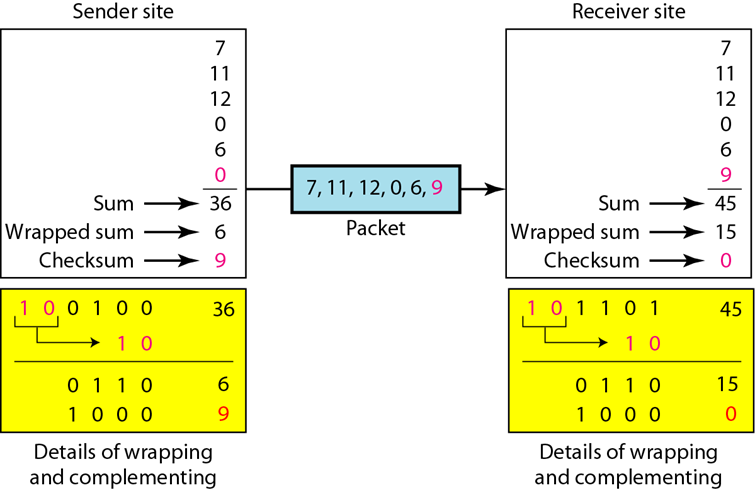 Sender site
7
11
12
0
6
0
Sum 36
Wrapped sum 6
Checksum 9
7, 11, 12, 0, 6, 9
Packet
Receiver site
7
11
12
0
6
9
Sum 45
Wrapped sum 15
Checksum 0
1 0 0 1 0 0 36
1 0
0 1 1 0 6
1 0 0 0 9
Details of wrapping
and complementing
1 0 1 1 0 1 45
1 0
0 1 1 0 15
1 0 0 0 0
Details of wrapping
and complementing